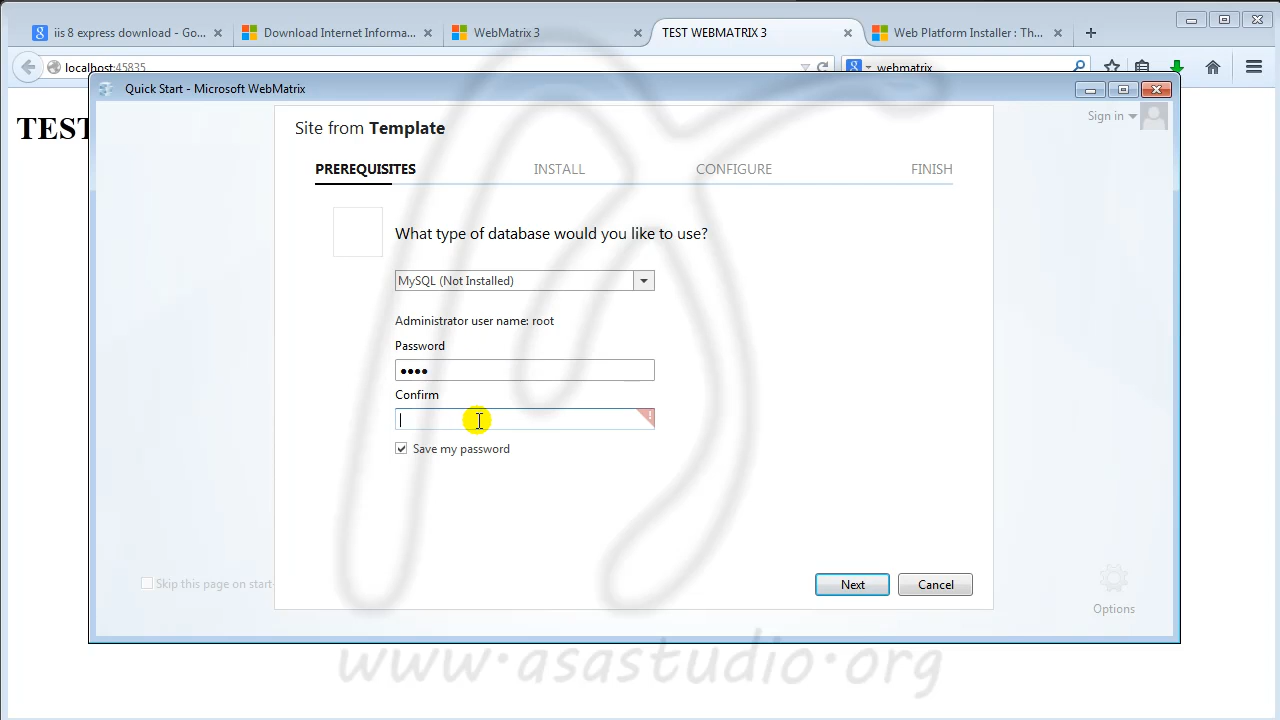 iis 8 express download - Go...
Download Internet Informa...
WebMatrix 3
TEST WEBMATRIX 3
Web Platform Installer : Th...
localhost:45835
webmatrix
TEST
Quick Start - Microsoft WebMatrix
Sign in
Site from Template
PREREQUISITES
INSTALL
CONFIGURE
FINISH
What type of database would you like to use?
MySQL (Not Installed)
Administrator user name: root
Password
Confirm
Save my password
Skip this page on start
Next
Cancel
Options
www.asastudio.org